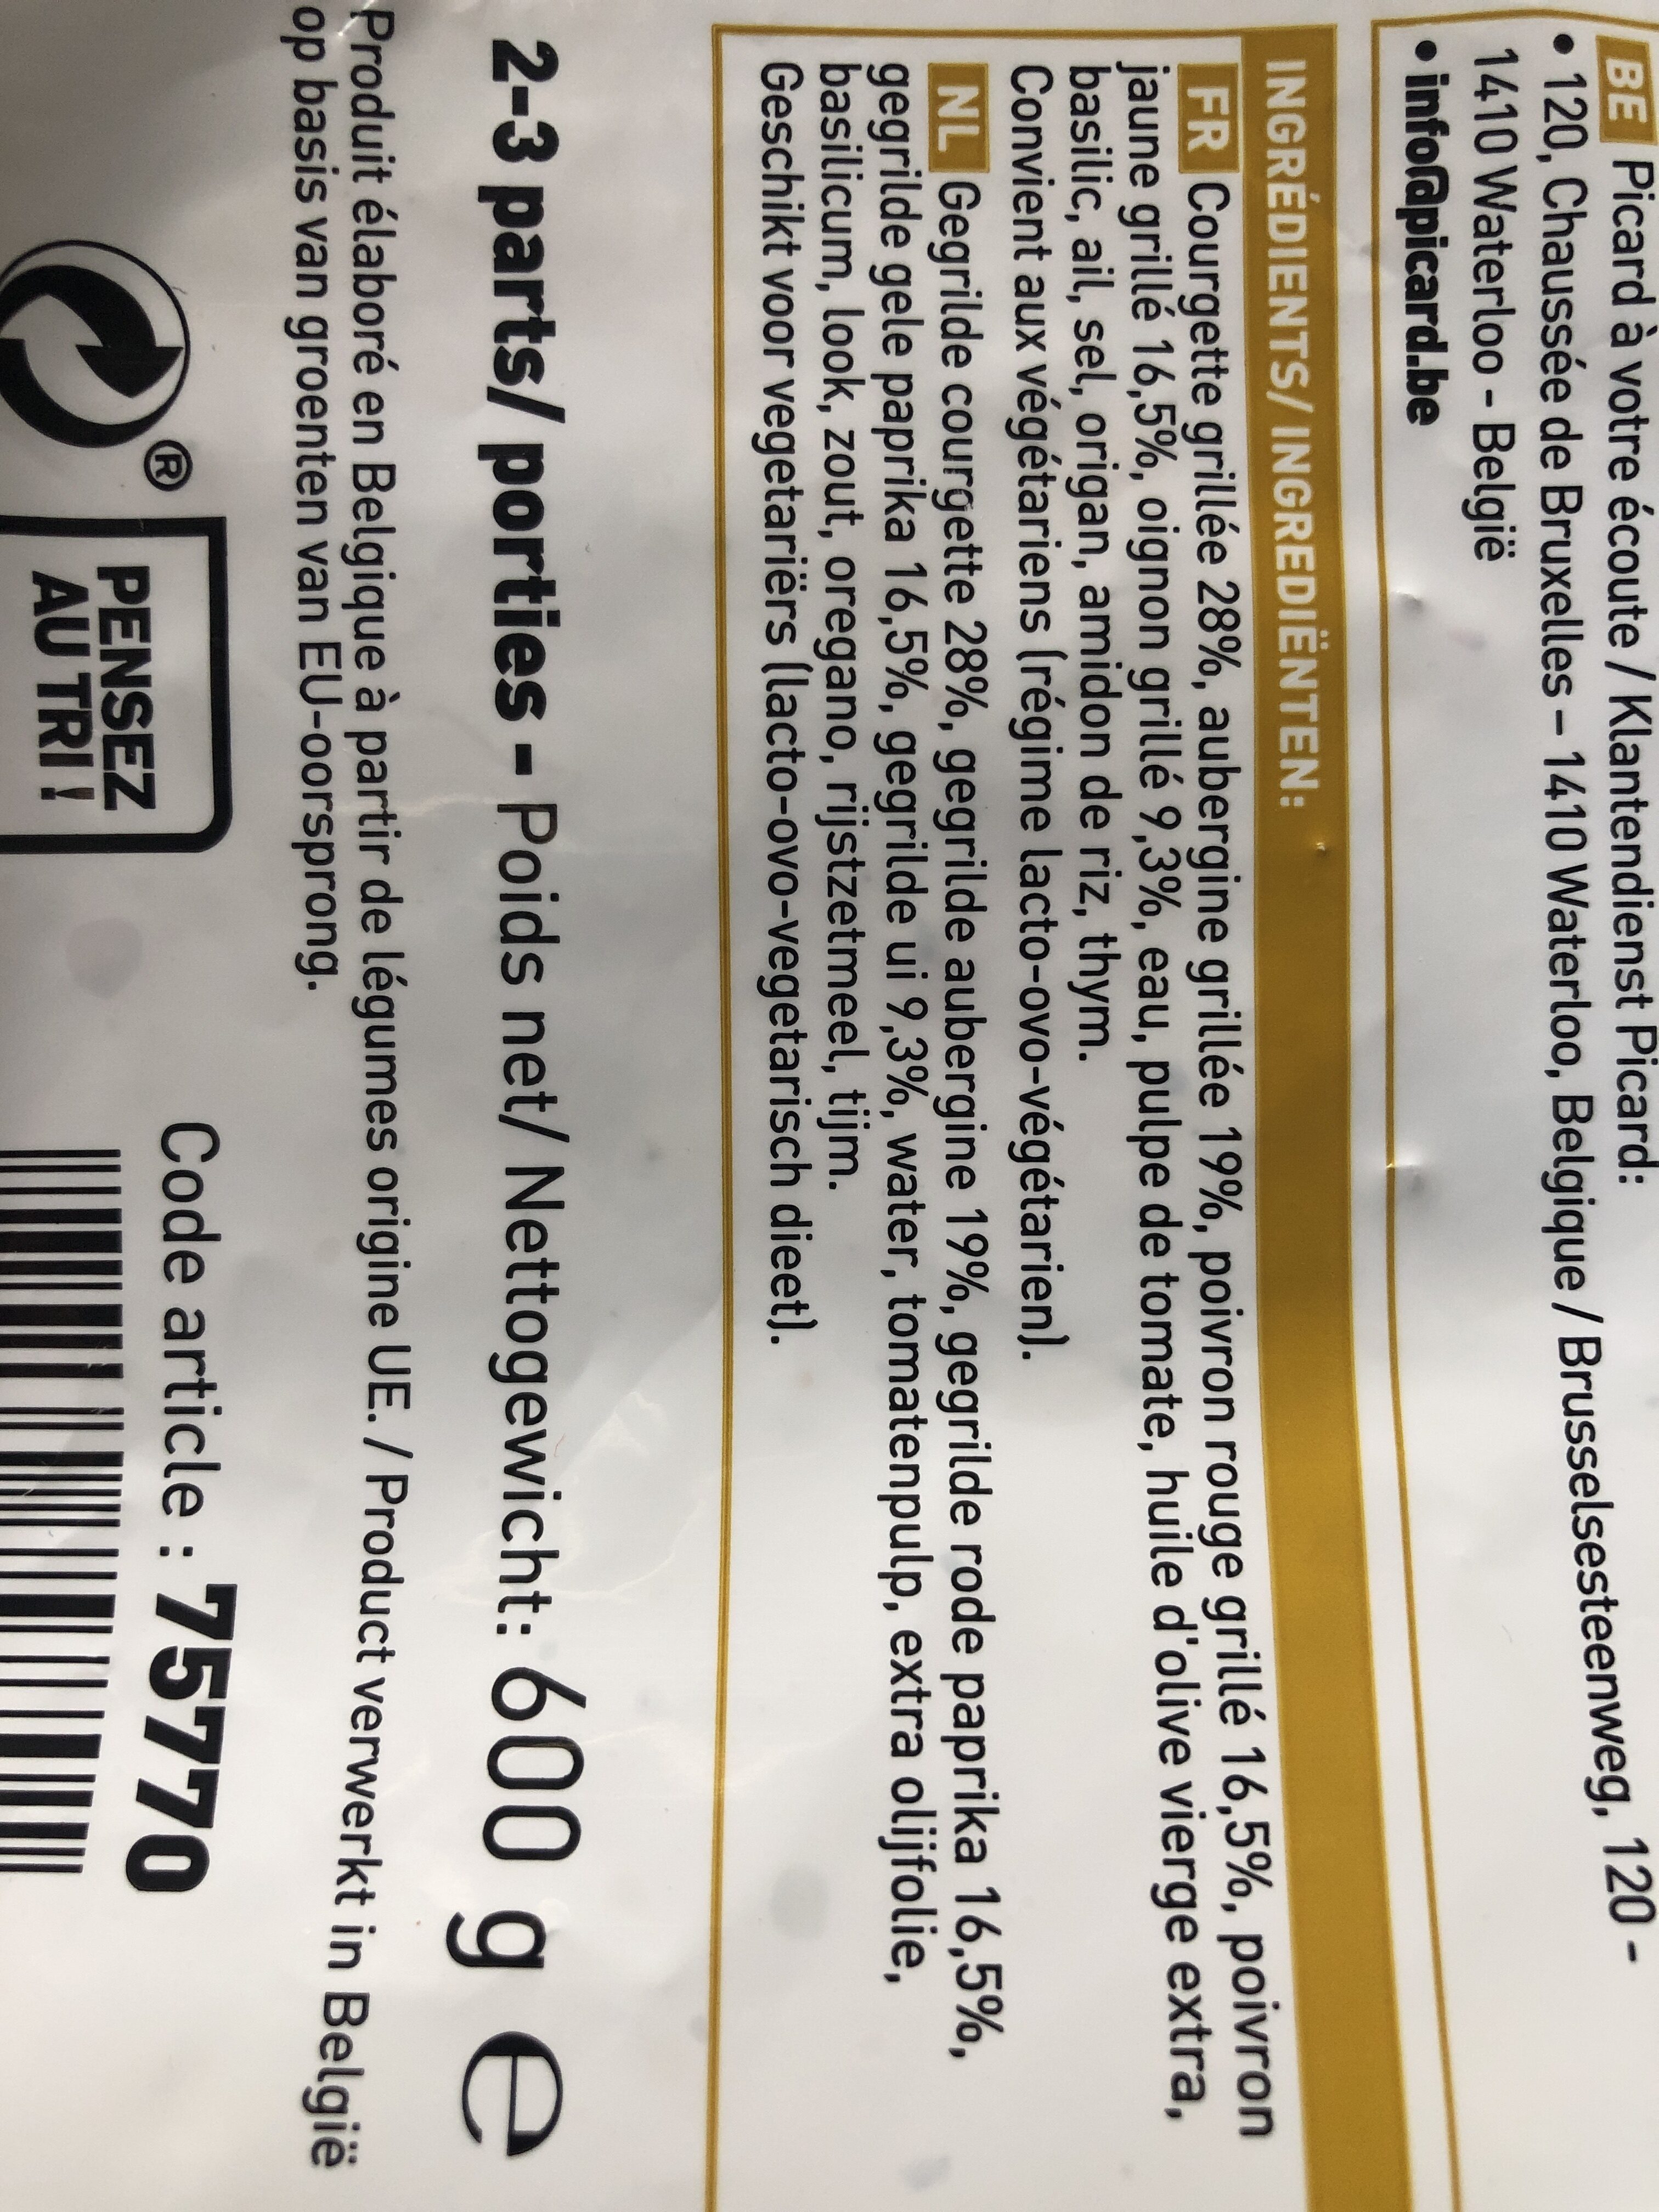 BE Picard à votre écoute / Klantendienst Picard:
• 120, Chaussée de Bruxelles – 1410 Waterloo, Belgique / Brusselsesteenweg, 120 -
1410 Waterloo - België
• info@picard.be
INGRÉDIENTS/ INGREDIËNTEN:
FR Courgette grillée 28%, aubergine grillée 19%, poivron rouge grillé 16,5%, poivron
jaune grillé 16,5%, oignon grillé 9,3%, eau, pulpe de tomate, huile d'olive vierge extra,
basilic, ail, sel, origan, amidon de riz, thym.
Convient aux végétariens (régime lacto-ovo-végétarien).
NL Gegrilde courgette 28%, gegrilde aubergine 19%, gegrilde rode paprika 16,5%,
gegrilde gele paprika 16,5%, gegrilde ui 9,3%, water, tomatenpulp, extra olijfolie,
basilicum, look, zout, oregano, rijstzetmeel, tijm.
Geschikt voor vegetariërs (lacto-ovo-vegetarisch dieet).
2-3 parts/ porties - Poids net/ Nettogewicht: 600 g e
Produit élaboré en Belgique à partir de légumes origine UE. / Product verwerkt in België
op basis van groenten van EU-oorsprong.
®
PENSEZ
AU TRI !
Code article : 75770